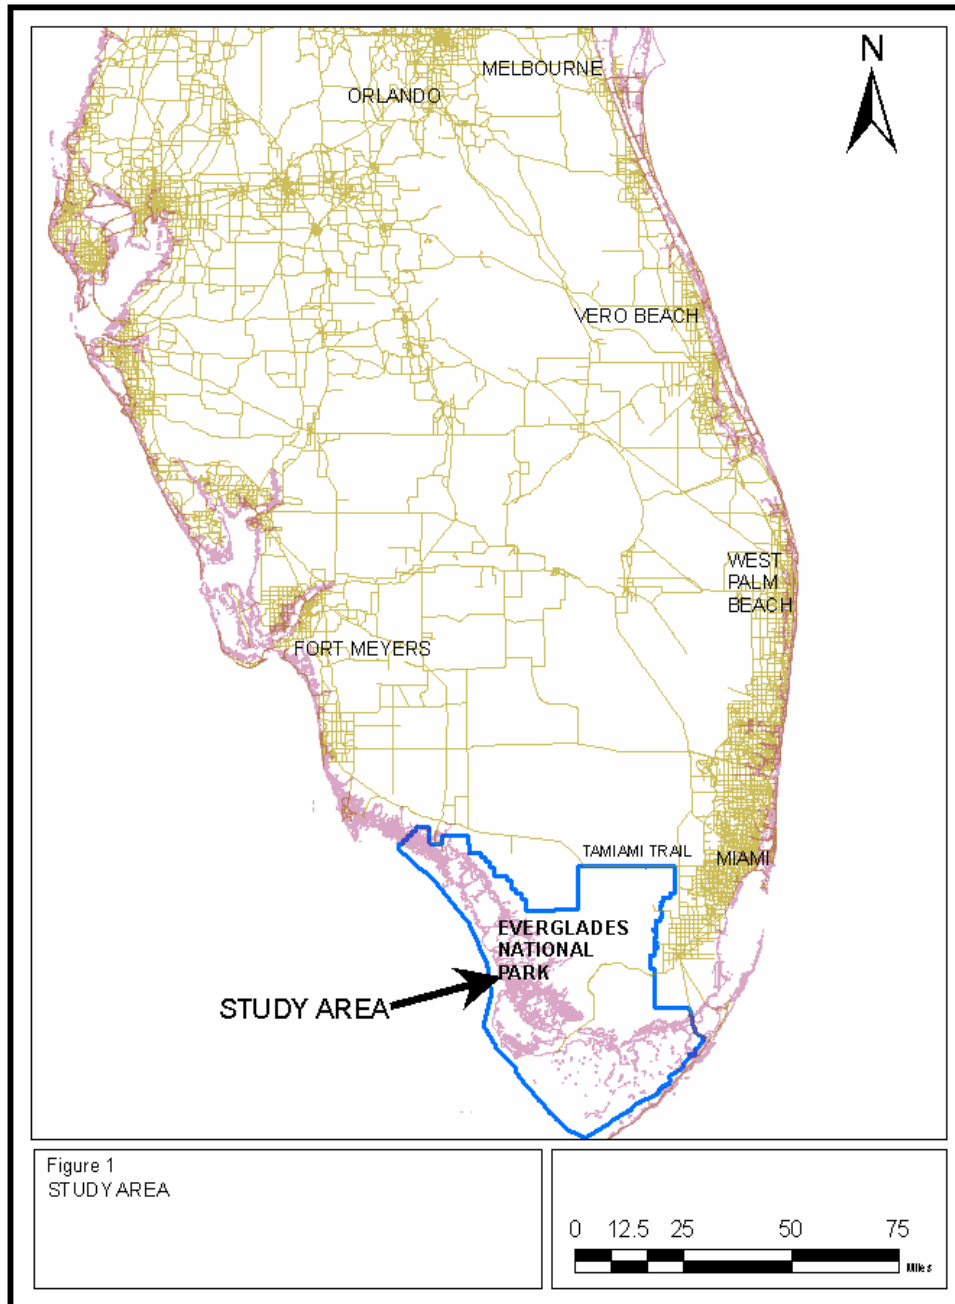 N
MELBOURNE
ORLANDO
VERO BEACH
WEST
PALM
BEACH
FORT MEYERS
TAMIAMI TRAIL
MIAMI
EVERGLADES
NATIONAL
PARK
STUDY AREA
Figure 1
STUDY AREA
0 12.5 25 50 75
Miles